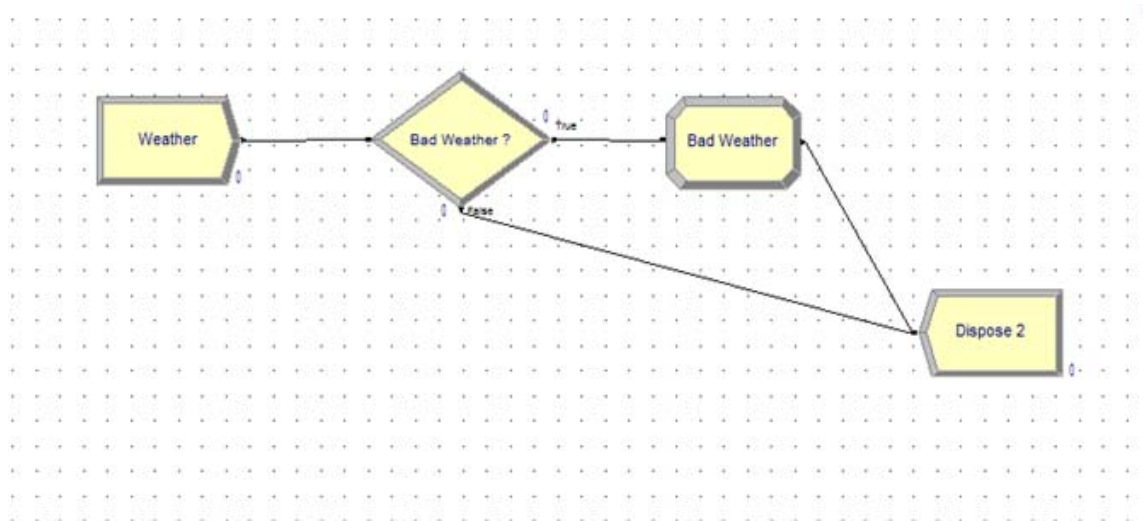 Weather
0
Bad Weather ?
0
True
0
False
Bad Weather
Dispose 2
0